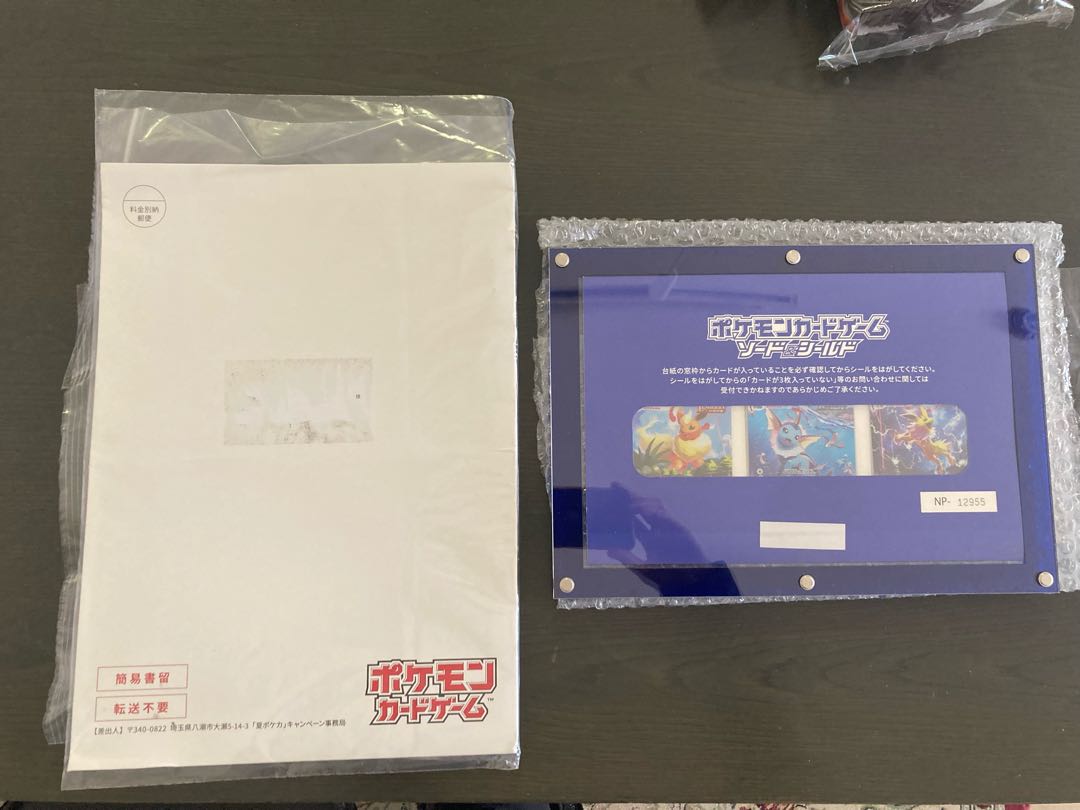 料金別納
郵便
様
簡易書留
転送不要
ポケモン
カードゲーム™
【差出人】〒340-0822 埼玉県八潮市大瀬5-14-3「夏ポケカ」キャンペーン事務局
ポケモンカードゲーム
ソード&シールド
台紙の窓枠からカードが入っていることを必ず確認してからシールをはがしてください。
シールをはがしてからの「カードが3枚入っていない」等のお問い合わせに関しては
受付できかねますのであらかじめご了承ください。
NP- 12955